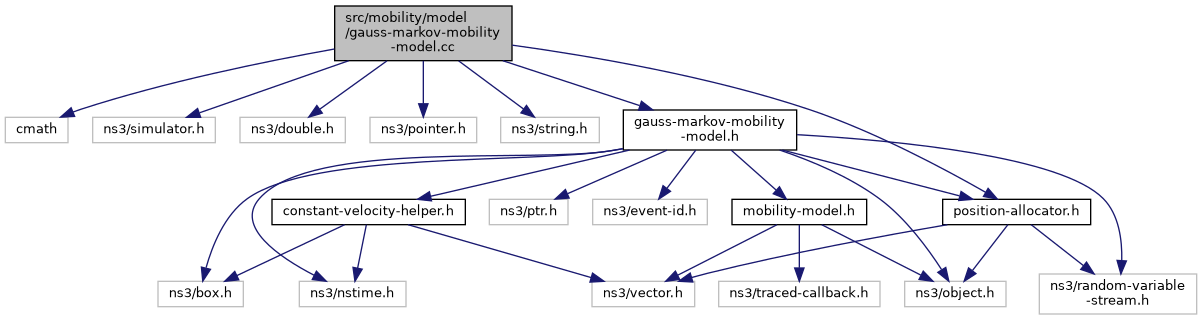 src/mobility/model
/gauss-markov-mobility
-model.cc
cmath
ns3/simulator.h
ns3/double.h
ns3/pointer.h
ns3/string.h
gauss-markov-mobility
-model.h
constant-velocity-helper.h
ns3/ptr.h
ns3/event-id.h
mobility-model.h
position-allocator.h
ns3/box.h
ns3/nstime.h
ns3/vector.h
ns3/traced-callback.h
ns3/object.h
ns3/random-variable
-stream.h